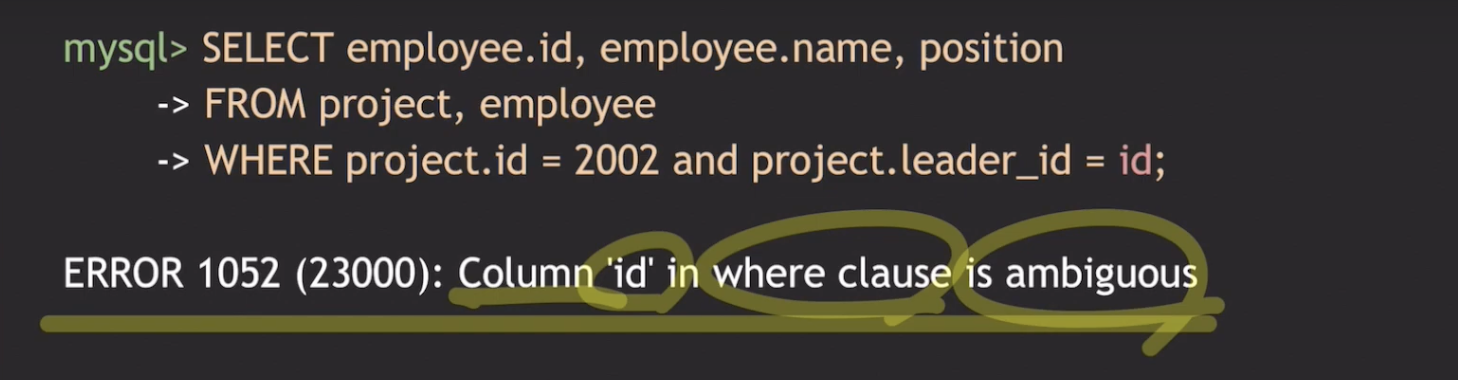 mysql> SELECT employee.id, employee.name, position
-> FROM project, employee
-> WHERE project.id = 2002 and project.leader_id = id;
ERROR 1052 (23000): Column 'id' in where clause is ambiguous